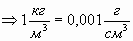 ⇒ 1 кг/м³ = 0,001 г/см³